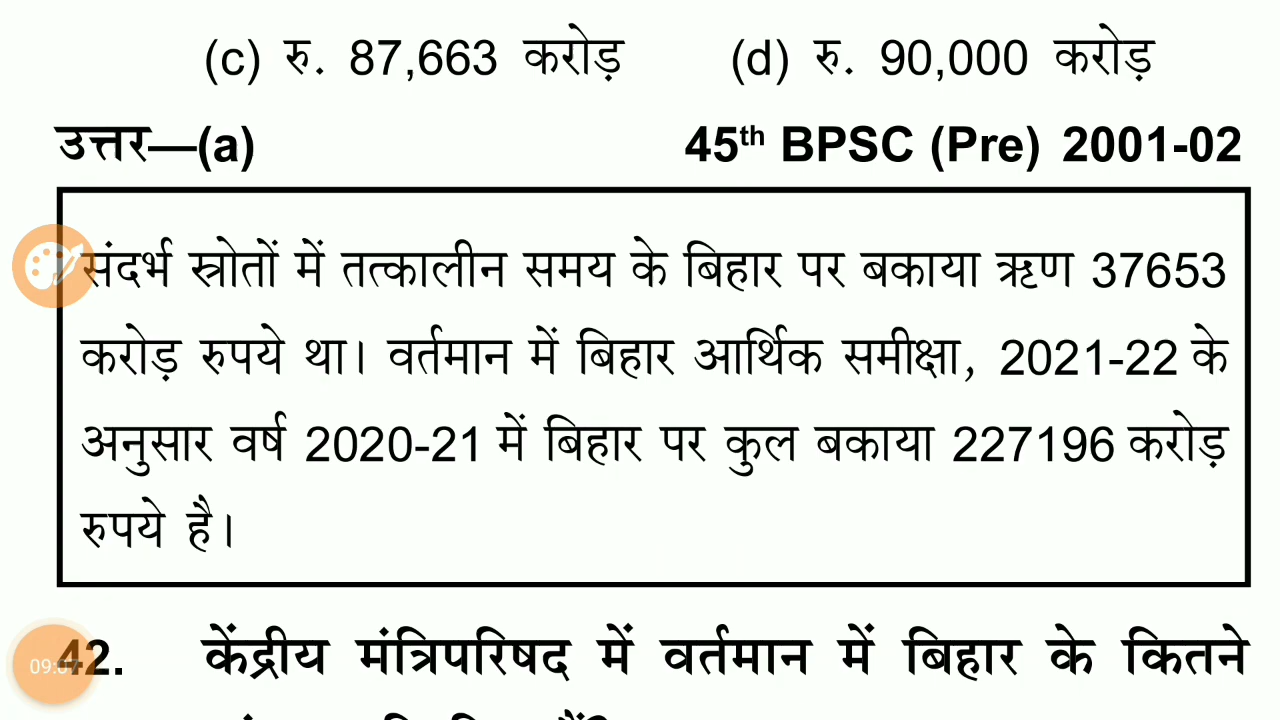 (c) रु. 87,663 करोड़ (d) रु. 90,000 करोड़
उत्तर—(a) 45th BPSC (Pre) 2001-02
संदर्भ स्रोतों में तत्कालीन समय के बिहार पर बकाया ऋण 37653
करोड़ रुपये था। वर्तमान में बिहार आर्थिक समीक्षा, 2021-22 के
अनुसार वर्ष 2020-21 में बिहार पर कुल बकाया 227196 करोड़
रुपये है।
42. केंद्रीय मंत्रिपरिषद में वर्तमान में बिहार के कितने